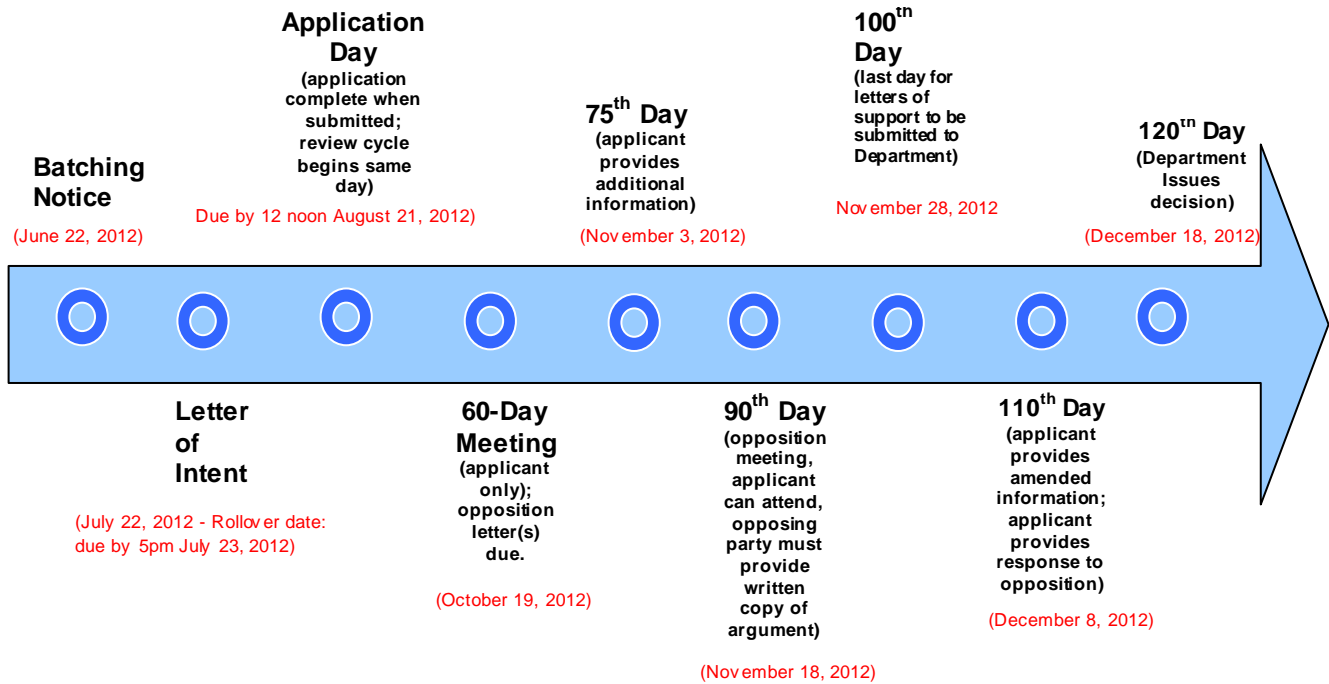 Batching
Notice
(June 22, 2012)
Letter
of
Intent
(July 22, 2012 - Rollover date:
due by 5pm July 23, 2012)
Application
Day
(application
complete when
submitted;
review cycle
begins same
day)
Due by 12 noon August 21, 2012)
60-Day
Meeting
(applicant
only);
opposition
letter(s)
due.
(October 19, 2012)
75th Day
(applicant
provides
additional
information)
(November 3, 2012)
90th Day
(opposition
meeting,
applicant
can attend,
opposing
party must
provide
written
copy of
argument)
(November 18, 2012)
100th
Day
(last day for
letters of
support to be
submitted to
Department)
November 28, 2012
110th Day
(applicant
provides
amended
information;
applicant
provides
response to
opposition)
(December 8, 2012)
120th Day
(Department
Issues
decision)
(December 18, 2012)